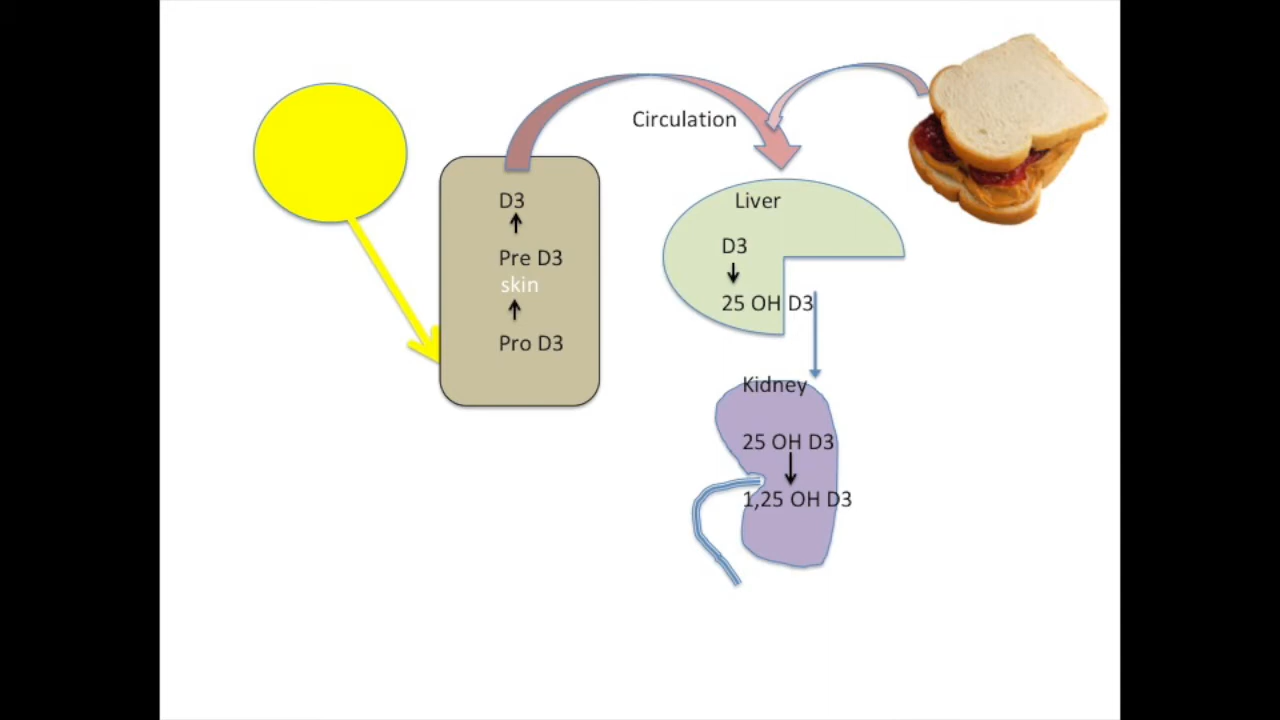 Circulation
D3
Pre D3
skin
Pro D3
Liver
D3
25 OH D3
Kidney
25 OH D3
1,25 OH D3